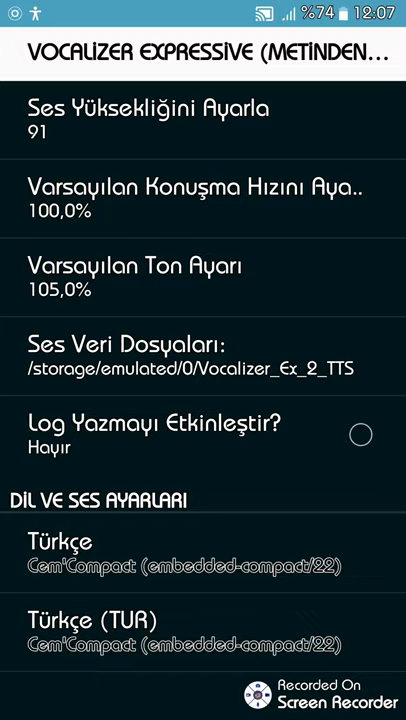 %74 12:07
VOCALİZER EXPRESSİVE (METİNDEN...
Ses Yüksekliğini Ayarla
91
Varsayılan Konuşma Hızını Aya..
100,0%
Varsayılan Ton Ayarı
105,0%
Ses Veri Dosyaları:
/storage/emulated/0/Vocalizer_Ex_2_TTS
Log Yazmayı Etkinleştir?
Hayır
DİL VE SES AYARLARI
Türkçe
Cem'Compact (embedded-compact/22)
Türkçe (TUR)
Cem'Compact (embedded-compact/22)
Recorded On
Screen Recorder